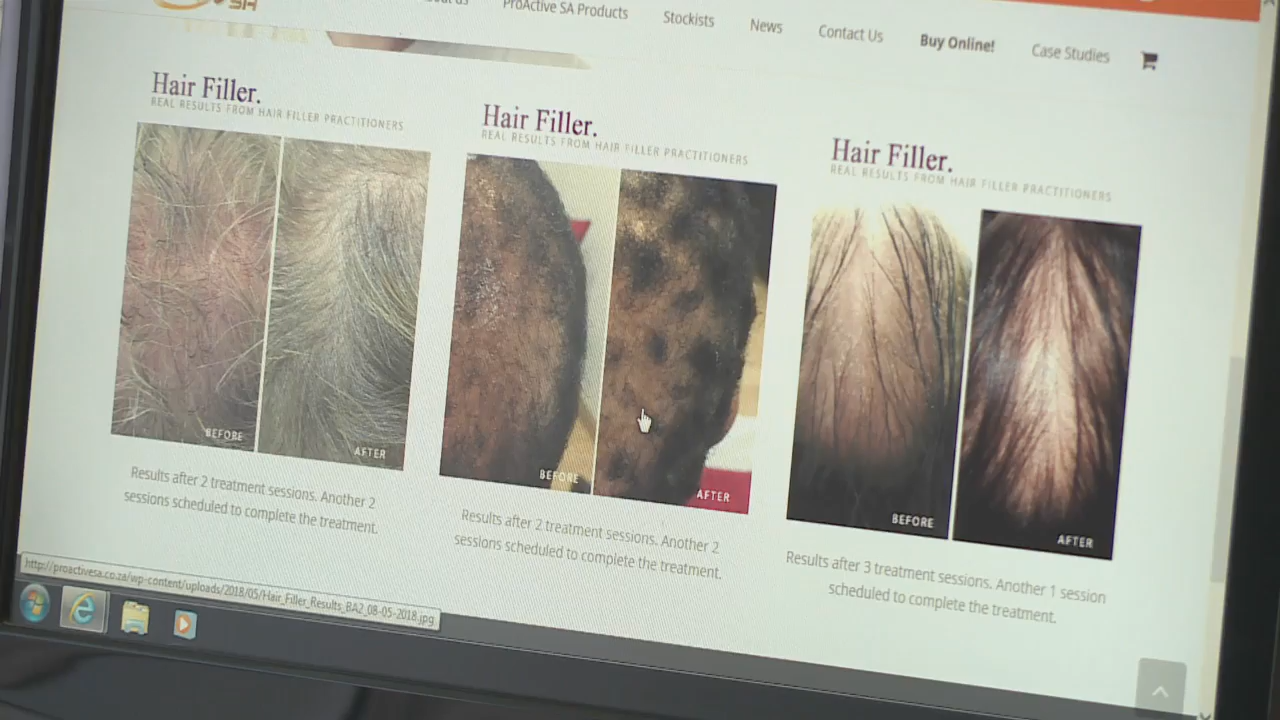 SA
ProActive SA Products
Stockists
News
Contact Us
Buy Online!
Case Studies
Hair Filler.
REAL RESULTS FROM HAIR FILLER PRACTITIONERS
BEFORE
AFTER
Results after 2 treatment sessions. Another 2
sessions scheduled to complete the treatment.
Hair Filler.
REAL RESULTS FROM HAIR FILLER PRACTITIONERS
BEFORE
AFTER
Results after 2 treatment sessions. Another 2
sessions scheduled to complete the treatment.
Hair Filler.
REAL RESULTS FROM HAIR FILLER PRACTITIONERS
BEFORE
AFTER
Results after 3 treatment sessions. Another 1 session
scheduled to complete the treatment.
http://proactivesa.co.za/wp-content/uploads/2018/05/Hair_Filler_Results_BA2_08-05-2018.jpg